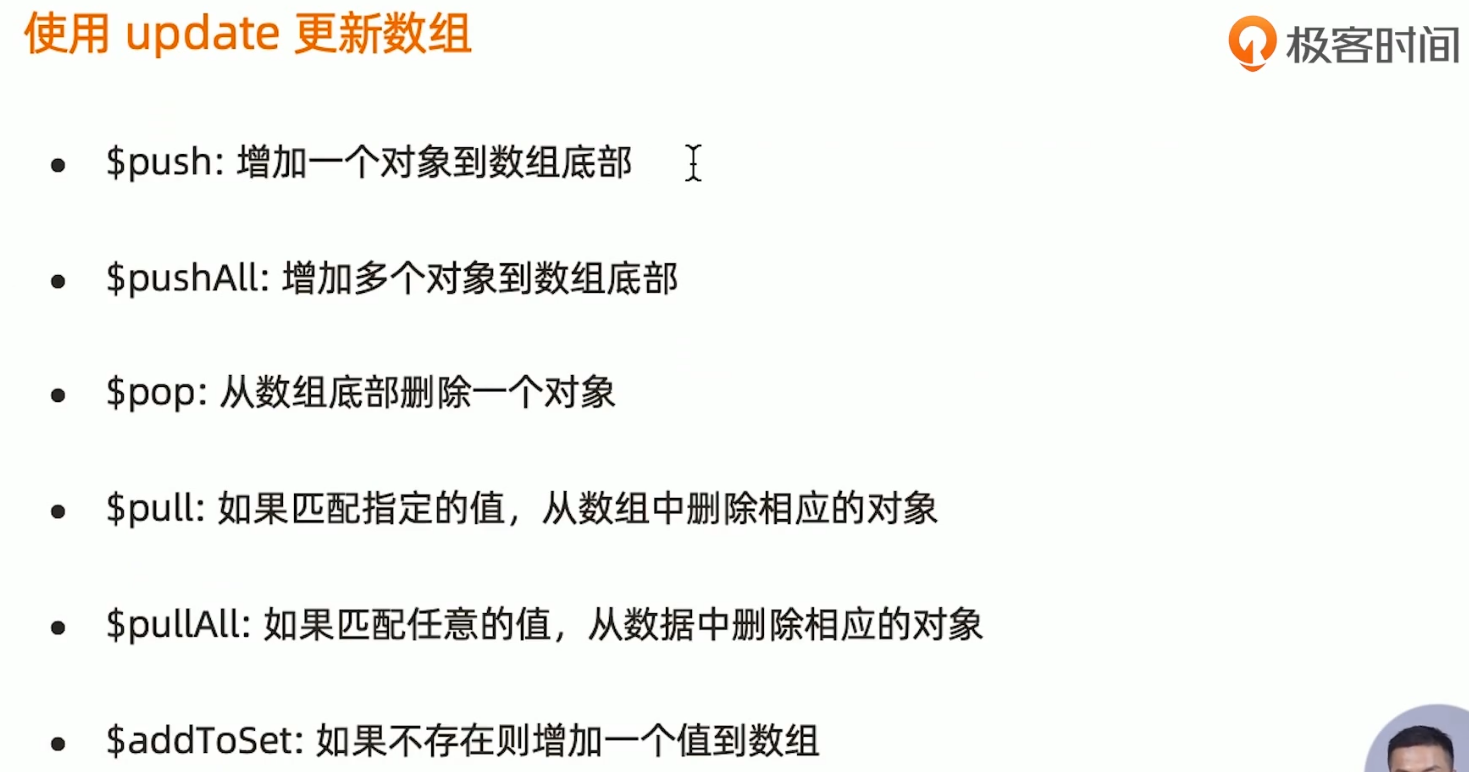 使用 update 更新数组
极客时间
• $push: 增加一个对象到数组底部
• $pushAll: 增加多个对象到数组底部
• $pop: 从数组底部删除一个对象
• $pull: 如果匹配指定的值，从数组中删除相应的对象
• $pullAll: 如果匹配任意的值，从数据中删除相应的对象
• $addToSet: 如果不存在则增加一个值到数组